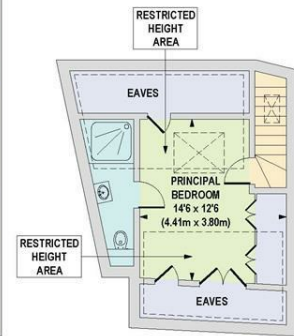 RESTRICTED
HEIGHT
AREA
EAVES
PRINCIPAL
BEDROOM
14'6 x 12'6
(4.41m x 3.80m)
RESTRICTED
HEIGHT
AREA
EAVES